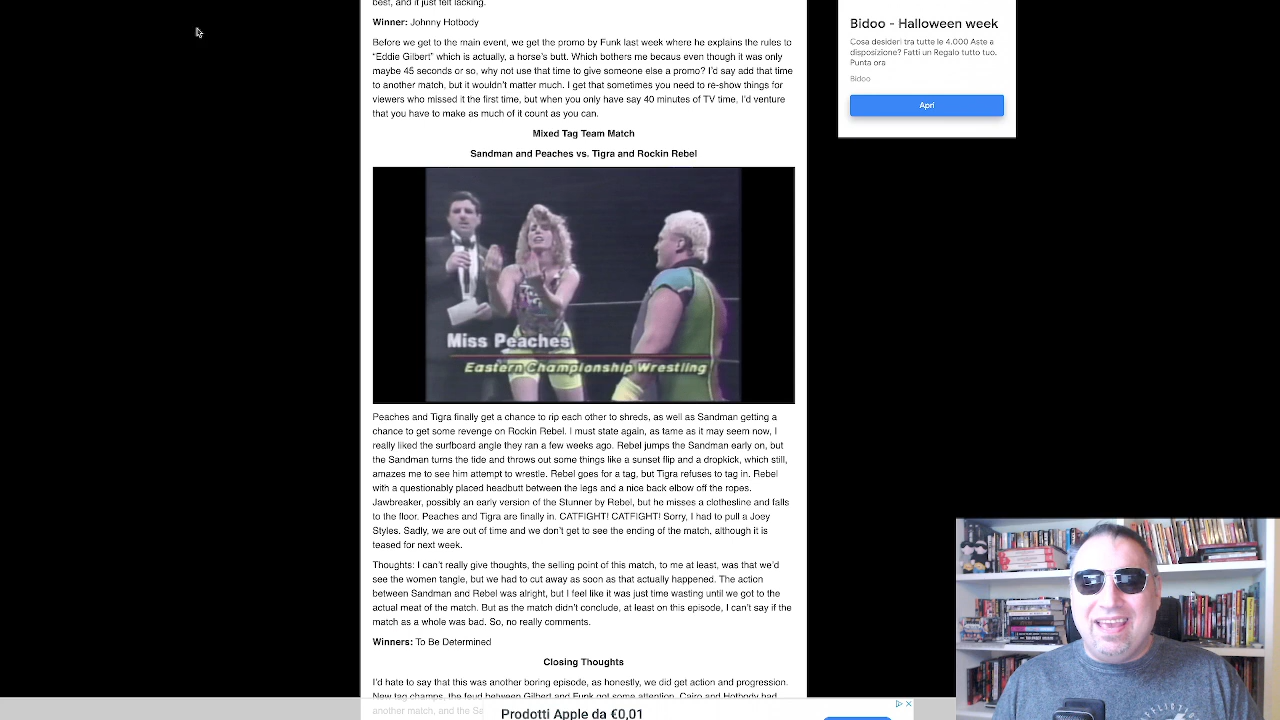 best, and it just felt lacking.
Winner: Johnny Hotbody
Before we get to the main event, we get the promo by Funk last week where he explains the rules to
“Eddie Gilbert” which is actually, a horse’s butt. Which bothers me becaus even though it was only
maybe 45 seconds or so, why not use that time to give someone else a promo? I’d say add that time
to another match, but it wouldn’t matter much. I get that sometimes you need to re-show things for
viewers who missed it the first time, but when you only have say 40 minutes of TV time, I’d venture
that you have to make as much of it count as you can.
Mixed Tag Team Match
Sandman and Peaches vs. Tigra and Rockin Rebel
Miss Peaches
Eastern Championship Wrestling
Peaches and Tigra finally get a chance to rip each other to shreds, as well as Sandman getting a
chance to get some revenge on Rockin Rebel. I must state again, as tame as it may seem now, I
really liked the surfboard angle they ran a few weeks ago. Rebel jumps the Sandman early on, but
the Sandman turns the tide and throws out some things like a sunset flip and a dropkick, which still,
amazes me to see him attempt to wrestle. Rebel goes for a tag, but Tigra refuses to tag in. Rebel
with a questionably placed headbutt between the legs and a nice back elbow off the ropes.
Jawbreaker, possibly an early version of the Stunner by Rebel, but he misses a clothesline and falls
to the floor. Peaches and Tigra are finally in. CATFIGHT! CATFIGHT! Sorry, I had to pull a Joey
Styles. Sadly, we are out of time and we don’t get to see the ending of the match, although it is
teased for next week.
Thoughts: I can’t really give thoughts, the selling point of this match, to me at least, was that we’d
see the women tangle, but we had to cut away as soon as that actually happened. The action
between Sandman and Rebel was alright, but I feel like it was just time wasting until we got to the
actual meat of the match. But as the match didn’t conclude, at least on this episode, I can’t say if the
match as a whole was bad. So, no really comments.
Winners: To Be Determined
Closing Thoughts
I’d hate to say that this was another boring episode, as honestly, we did get action and progression.
New tag champs, the feud between Gilbert and Funk got some attention, Cairo and Hotbody had
another match, and the
Bidoo - Halloween week
Cosa desideri tra tutte le 4.000 Aste a
disposizione? Fatti un Regalo tutto tuo.
Punta ora
Bidoo
Apri
Prodotti Apple da €0,01